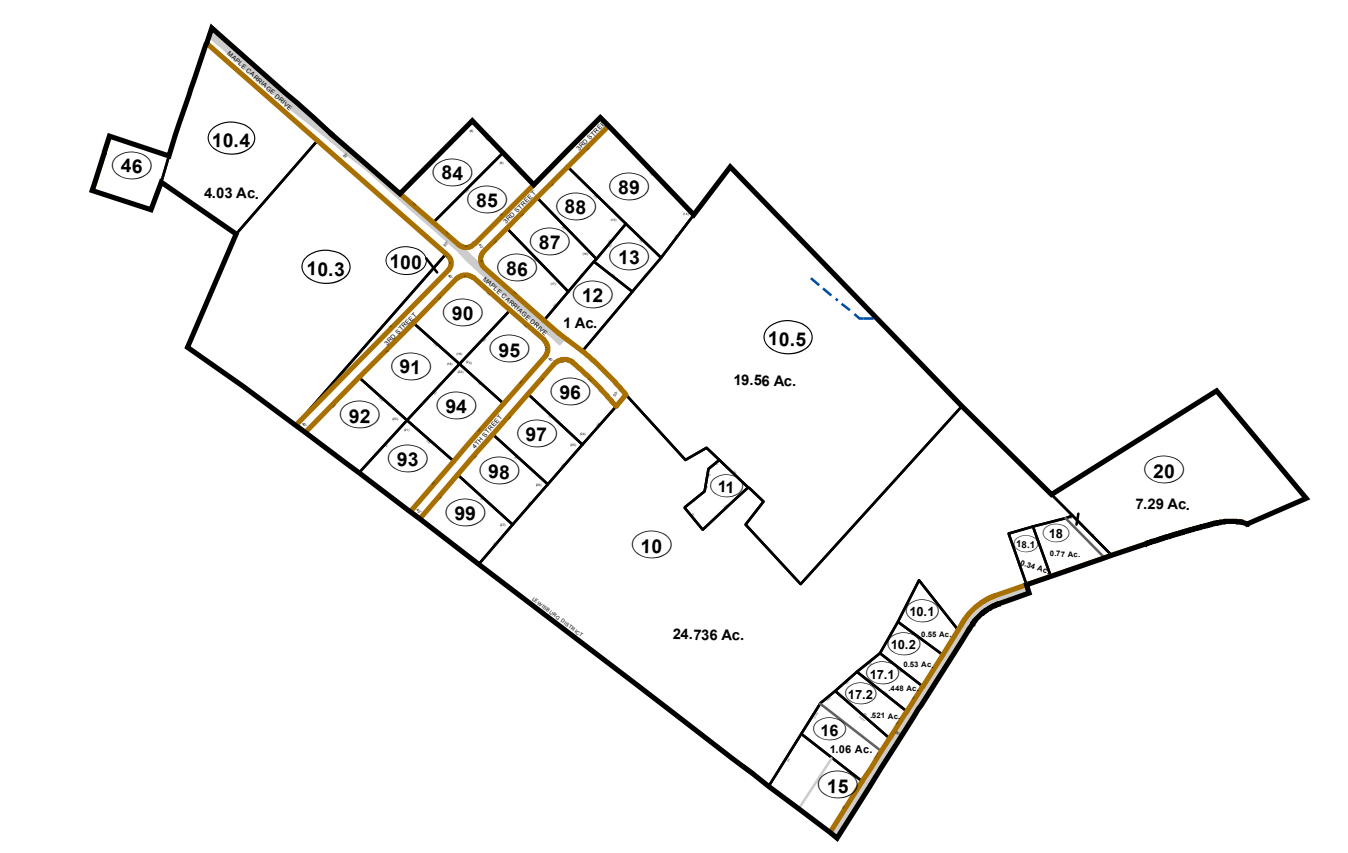 MAPLE CARRIAGE DRIVE
10.4
4.03 Ac.
46
10.3
100
84
85
3RD STREET
89
88
87
86
13
12
1 Ac.
3RD STREET
MAPLE CARRIAGE DRIVE
3RD STREET
90
91
92
95
94
93
4TH STREET
96
97
98
99
10.5
19.56 Ac.
11
10
24.736 Ac.
LEWISBURG DISTRICT
20
7.29 Ac.
18
0.77 Ac.
18.1
0.34 Ac.
10.1
0.55 Ac.
10.2
0.53 Ac.
17.1
.448 Ac.
17.2
.521 Ac.
16
1.06 Ac.
15